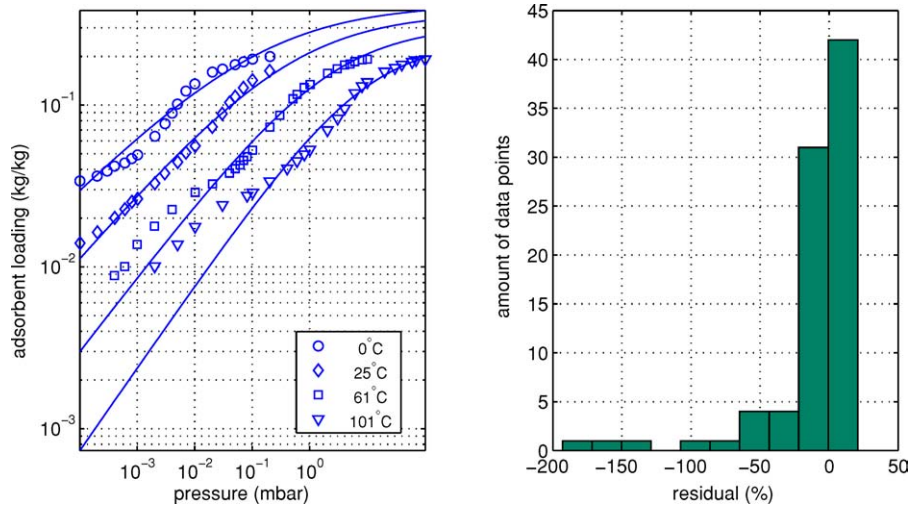 10⁻¹
10⁻²
10⁻³
adsorbent loading (kg/kg)
10⁻³ 10⁻² 10⁻¹ 10⁰
pressure (mbar)
0°C
25°C
61°C
101°C
45
40
35
30
25
20
15
10
5
0
amount of data points
−200 −150 −100 −50 0 50
residual (%)